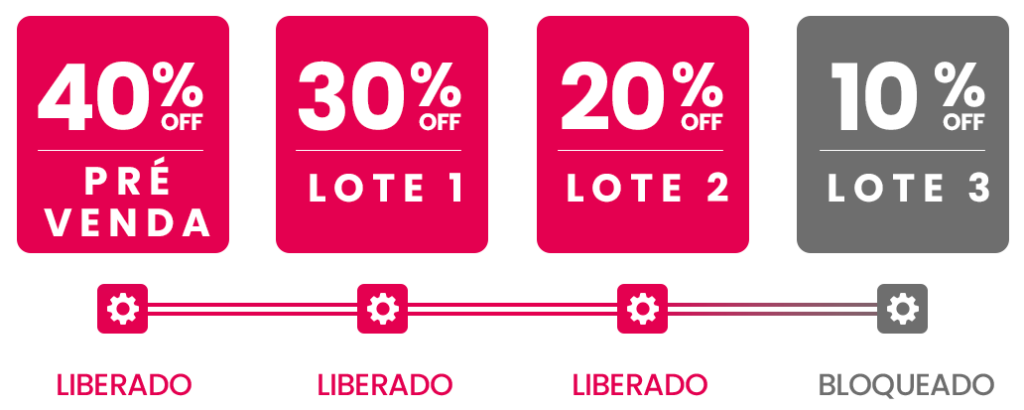 40% OFF
PRÉ
VENDA
30% OFF
LOTE 1
20% OFF
LOTE 2
10% OFF
LOTE 3
LIBERADO
LIBERADO
LIBERADO
BLOQUEADO